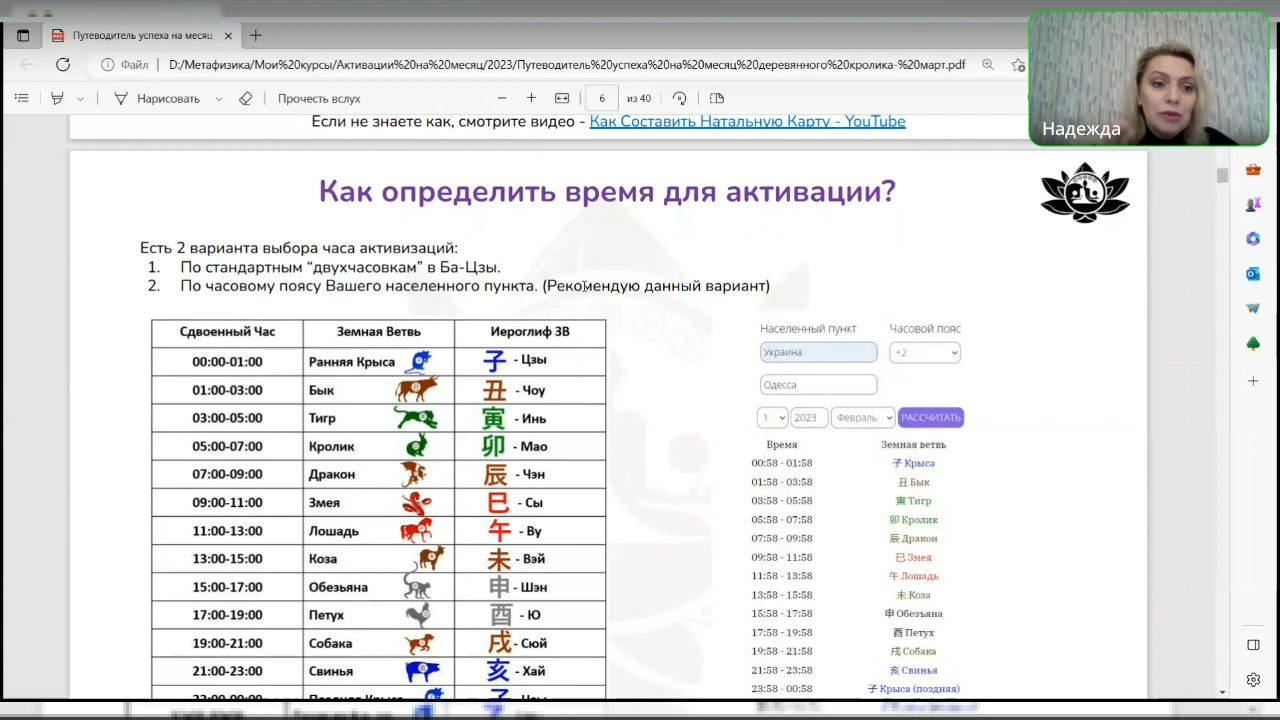 Путеводитель успеха на месяц
Файл
D:/Метафизика/Мои%20курсы/Активации%20на%20месяц/2023/Путеводитель%20успеха%20на%20месяц%20деревянного%20кролика-%20март.pdf
Нарисовать
Прочесть вслух
6 из 40
Надежда
Если не знаете как, смотрите видео - Как Составить Натальную Карту - YouTube
Как определить время для активации?
Есть 2 варианта выбора часа активизаций:
1. По стандартным “двухчасовкам” в Ба-Цзы.
2. По часовому поясу Вашего населенного пункта. (Рекомендую данный вариант)
Сдвоенный Час Земная Ветвь Иероглиф ЗВ
00:00-01:00 Ранняя Крыса 子 - Цзы
01:00-03:00 Бык 丑 - Чоу
03:00-05:00 Тигр 寅 - Инь
05:00-07:00 Кролик 卯 - Мао
07:00-09:00 Дракон 辰 - Чэн
09:00-11:00 Змея 巳 - Сы
11:00-13:00 Лошадь 午 - Ву
13:00-15:00 Коза 未 - Вэй
15:00-17:00 Обезьяна 申 - Шэн
17:00-19:00 Петух 酉 - Ю
19:00-21:00 Собака 戌 - Сюй
21:00-23:00 Свинья 亥 - Хай
Населенный пункт Часовой пояс
Украина +2
Одесса
1 2023 Февраль РАССЧИТАТЬ
Время Земная ветвь
00:58 - 01:58 子 Крыса
01:58 - 03:58 丑 Бык
03:58 - 05:58 寅 Тигр
05:58 - 07:58 卯 Кролик
07:58 - 09:58 辰 Дракон
09:58 - 11:58 巳 Змея
11:58 - 13:58 午 Лошадь
13:58 - 15:58 未 Коза
15:58 - 17:58 申 Обезъяна
17:58 - 19:58 酉 Петух
19:58 - 21:58 戌 Собака
21:58 - 23:58 亥 Свинья
23:58 - 00:58 子 Крыса (поздняя)